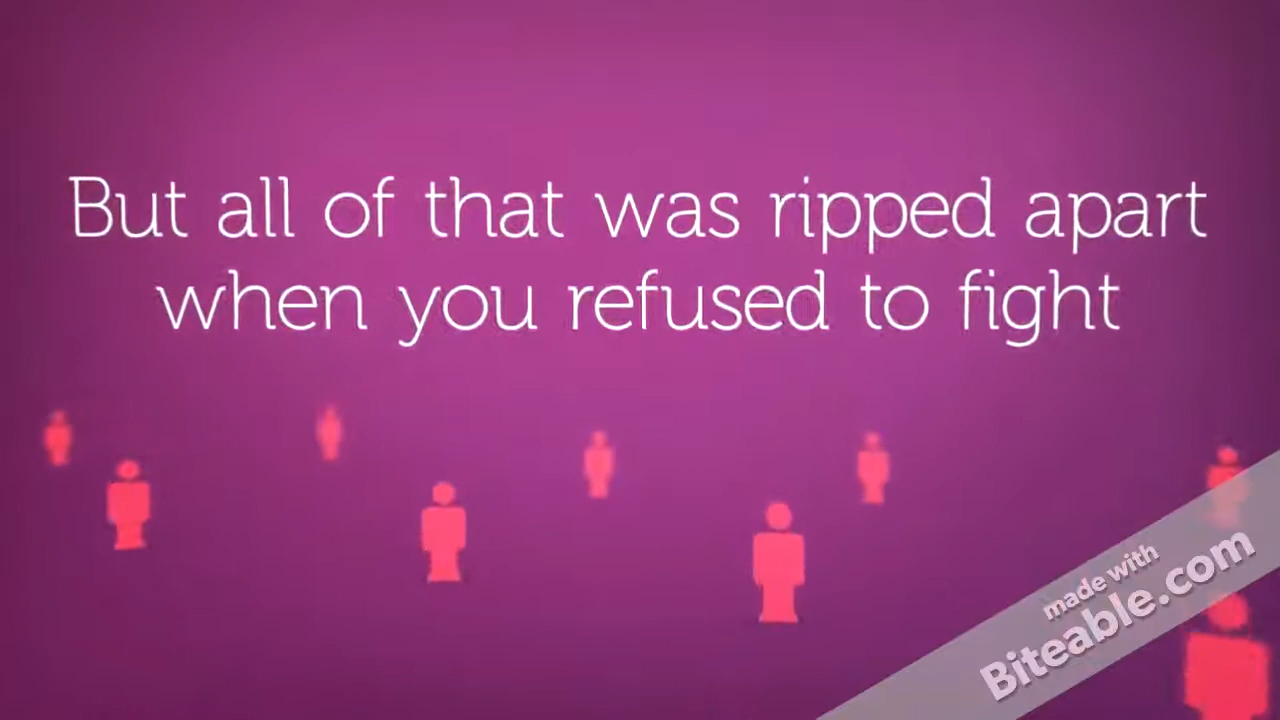 But all of that was ripped apart
when you refused to fight
made with
Biteable.com